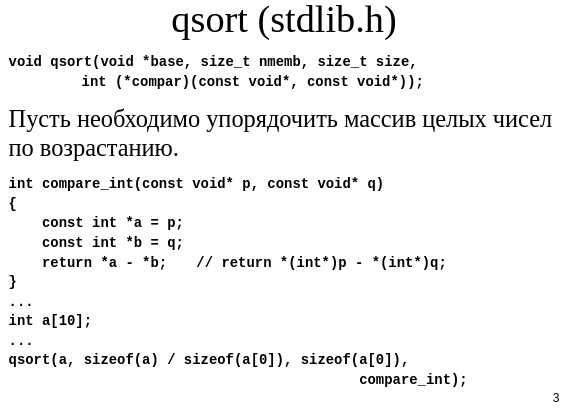 qsort (stdlib.h)
void qsort(void *base, size_t nmemb, size_t size,
int (*compar)(const void*, const void*));
Пусть необходимо упорядочить массив целых чисел
по возрастанию.
int compare_int(const void* p, const void* q)
{
const int *a = p;
const int *b = q;
return *a - *b; // return *(int*)p - *(int*)q;
}
...
int a[10];
...
qsort(a, sizeof(a) / sizeof(a[0]), sizeof(a[0]),
compare_int);
3